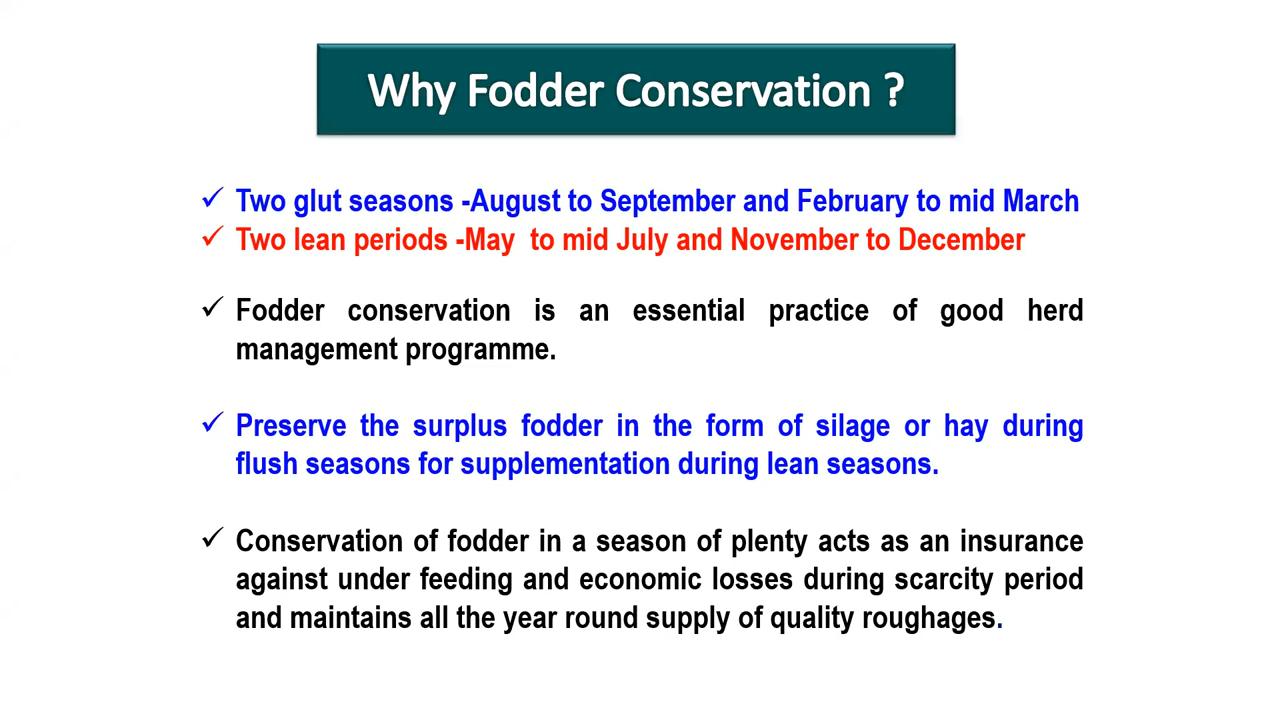 Why Fodder Conservation ?
✓ Two glut seasons -August to September and February to mid March
✓ Two lean periods -May  to mid July and November to December
✓ Fodder conservation is an essential practice of good herd
management programme.
✓ Preserve the surplus fodder in the form of silage or hay during
flush seasons for supplementation during lean seasons.
✓ Conservation of fodder in a season of plenty acts as an insurance
against under feeding and economic losses during scarcity period
and maintains all the year round supply of quality roughages.